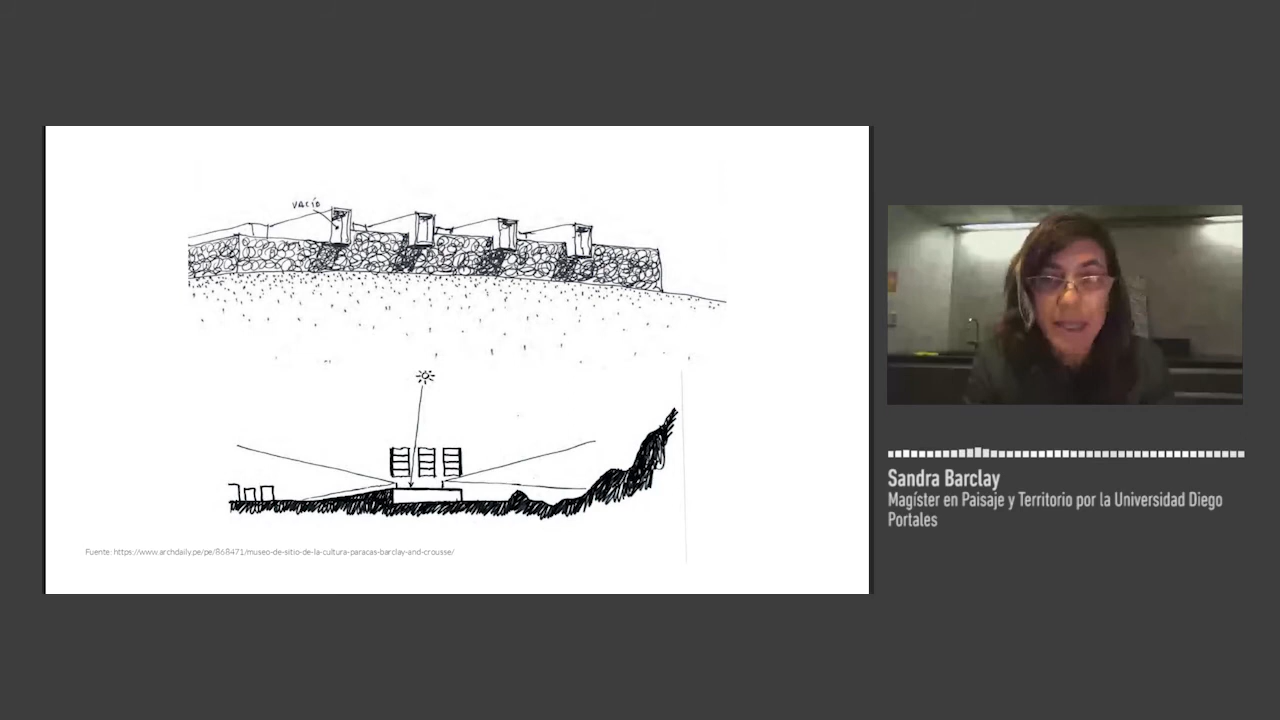 VACÍO
Fuente: https://www.archdaily.pe/pe/868471/museo-de-sitio-de-la-cultura-paracas-barclay-and-crousse/
Sandra Barclay
Magíster en Paisaje y Territorio por la Universidad Diego
Portales